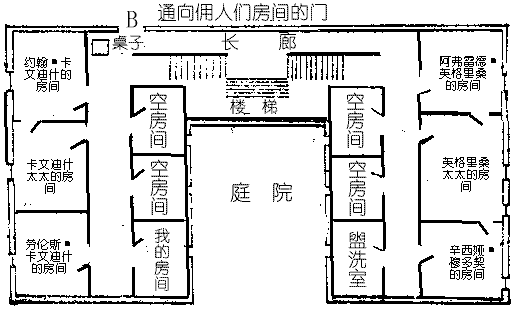 通向佣人们房间的门
B
桌子
长 廊
约翰·卡
文迪什的
房间
阿弗雷德
英格里桑
的房间
楼 梯
空房间
空房间
卡文迪什
太太的房
间
英格里桑
太太的房
间
空房间
空房间
庭 院
劳伦斯
卡文迪什
的房间
我的房间
盥洗室
辛西娅
穆多契
的房间